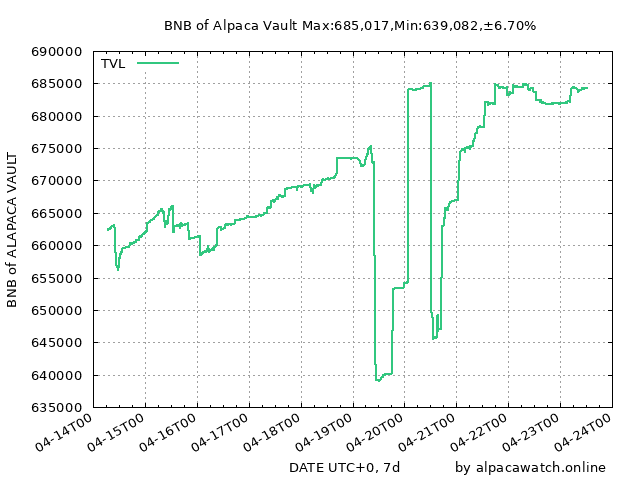 BNB of Alpaca Vault Max:685,017,Min:639,082,±6.70%
TVL
690000
685000
680000
675000
670000
665000
660000
655000
650000
645000
640000
635000
BNB of ALAPACA VAULT
04-14T00
04-15T00
04-16T00
04-17T00
04-18T00
04-19T00
04-20T00
04-21T00
04-22T00
04-23T00
04-24T00
DATE UTC+0, 7d
by alpacawatch.online